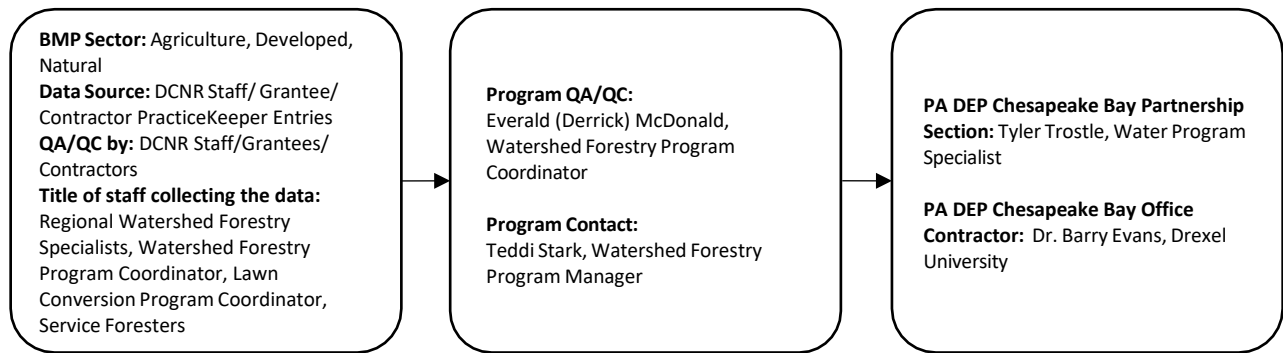 BMP Sector: Agriculture, Developed,
Natural
Data Source: DCNR Staff/ Grantee/
Contractor PracticeKeeper Entries
QA/QC by: DCNR Staff/Grantees/
Contractors
Title of staff collecting the data:
Regional Watershed Forestry
Specialists, Watershed Forestry
Program Coordinator, Lawn
Conversion Program Coordinator,
Service Foresters
Program QA/QC:
Everald (Derrick) McDonald,
Watershed Forestry Program
Coordinator
Program Contact:
Teddi Stark, Watershed Forestry
Program Manager
PA DEP Chesapeake Bay Partnership
Section: Tyler Trostle, Water Program
Specialist
PA DEP Chesapeake Bay Office
Contractor: Dr. Barry Evans, Drexel
University